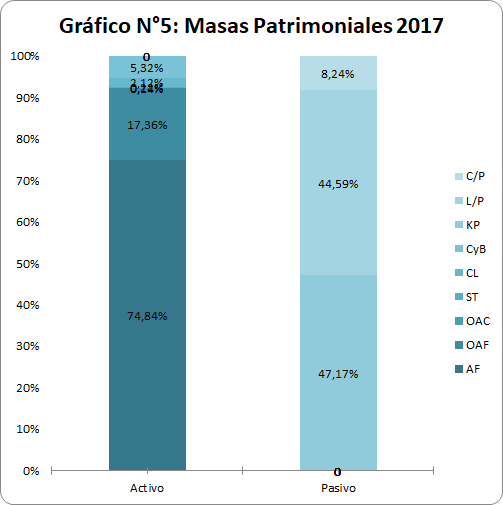 Gráfico N°5: Masas Patrimoniales 2017
100%
90%
80%
70%
60%
50%
40%
30%
20%
10%
0%
0
5,32%
2,12%
17,36%
74,84%
8,24%
44,59%
47,17%
0
Activo
Pasivo
C/P
L/P
KP
CyB
CL
ST
OAC
OAF
AF